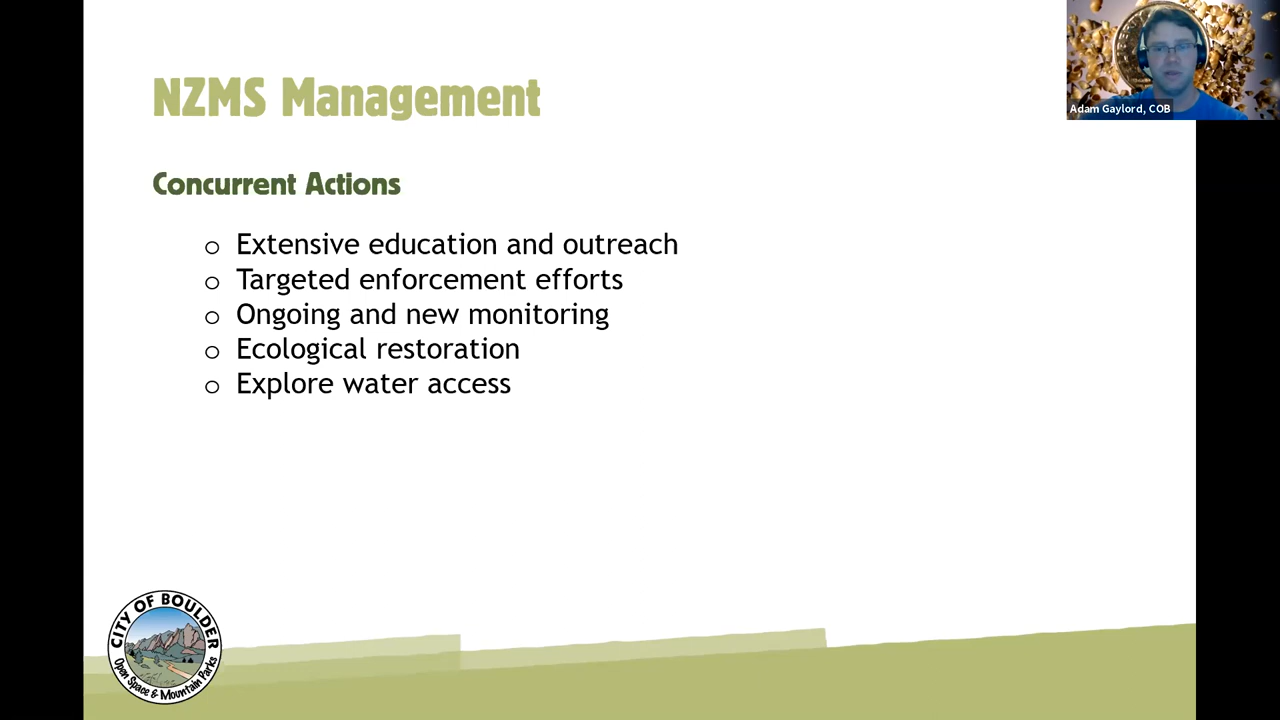 NZMS Management
Adam Gaylord, COB
Concurrent Actions
o Extensive education and outreach
o Targeted enforcement efforts
o Ongoing and new monitoring
o Ecological restoration
o Explore water access
CITY OF BOULDER
Open Space & Mountain Parks